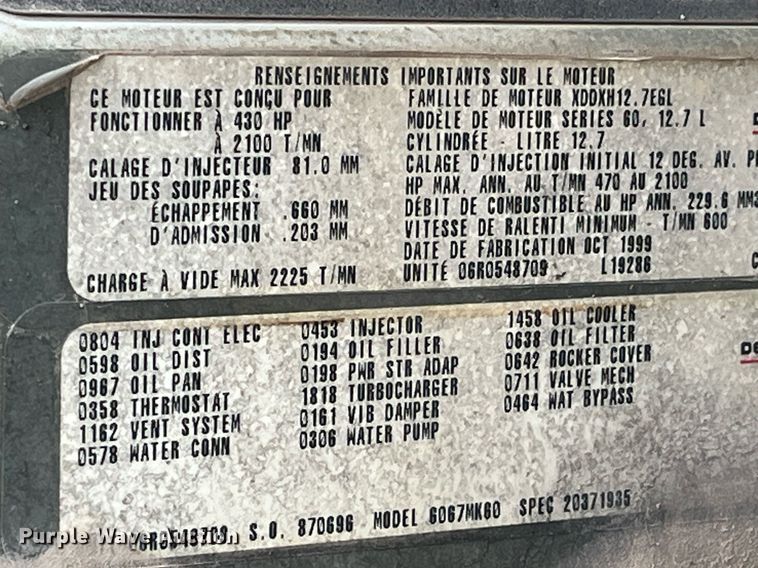 RENSEIGNEMENTS IMPORTANTS SUR LE MOTEUR
CE MOTEUR EST CONÇU POUR
FONCTIONNER À 430 HP
À 2100 T/MN
CALAGE D'INJECTEUR 81.0 MM
JEU DES SOUPAPES:
ÉCHAPPEMENT .660 MM
D'ADMISSION .203 MM
CHARGE À VIDE MAX 2225 T/MN
FAMILLE DE MOTEUR XDDXH12.7EGL
MODÈLE DE MOTEUR SERIES 60, 12.7 L
CYLINDRÉE - LITRE 12.7
CALAGE D'INJECTION INITIAL 12 DEG. AV.
HP MAX. ANN. AU T/MN 470 AU 2100
DÉBIT DE COMBUSTIBLE AU HP ANN. 229.6 MM3
VITESSE DE RALENTI MINIMUM - T/MN 600
DATE DE FABRICATION OCT 1999
UNITÉ 06R0548709 L19286
0804 INJ CONT ELEC
0598 OIL DIST
0967 OIL PAN
0358 THERMOSTAT
1162 VENT SYSTEM
0578 WATER CONN
0453 INJECTOR
0194 OIL FILLER
0198 PWR STR ADAP
1818 TURBOCHARGER
0161 VIB DAMPER
0306 WATER PUMP
1458 OIL COOLER
0638 OIL FILTER
0642 ROCKER COVER
0711 VALVE MECH
0464 WAT BYPASS
S.O. 870696 MODEL 6067MK60 SPEC 20371935
Purple Wave Auction